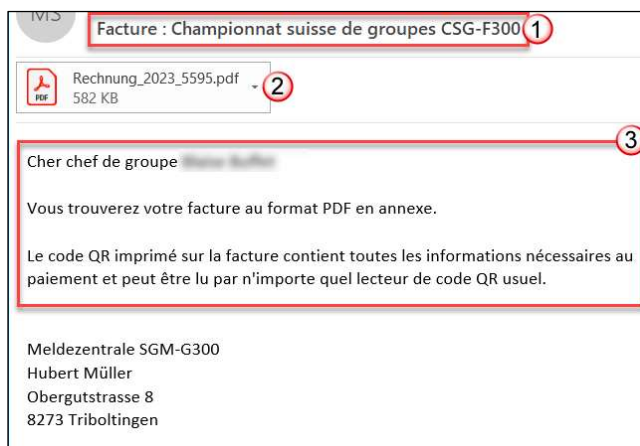 MS
Facture : Championnat suisse de groupes CSG-F300
1
PDF
Rechnung_2023_5595.pdf
582 KB
2
3
Cher chef de groupe
Vous trouverez votre facture au format PDF en annexe.
Le code QR imprimé sur la facture contient toutes les informations nécessaires au
paiement et peut être lu par n'importe quel lecteur de code QR usuel.
Meldezentrale SGM-G300
Hubert Müller
Obergutstrasse 8
8273 Triboltingen